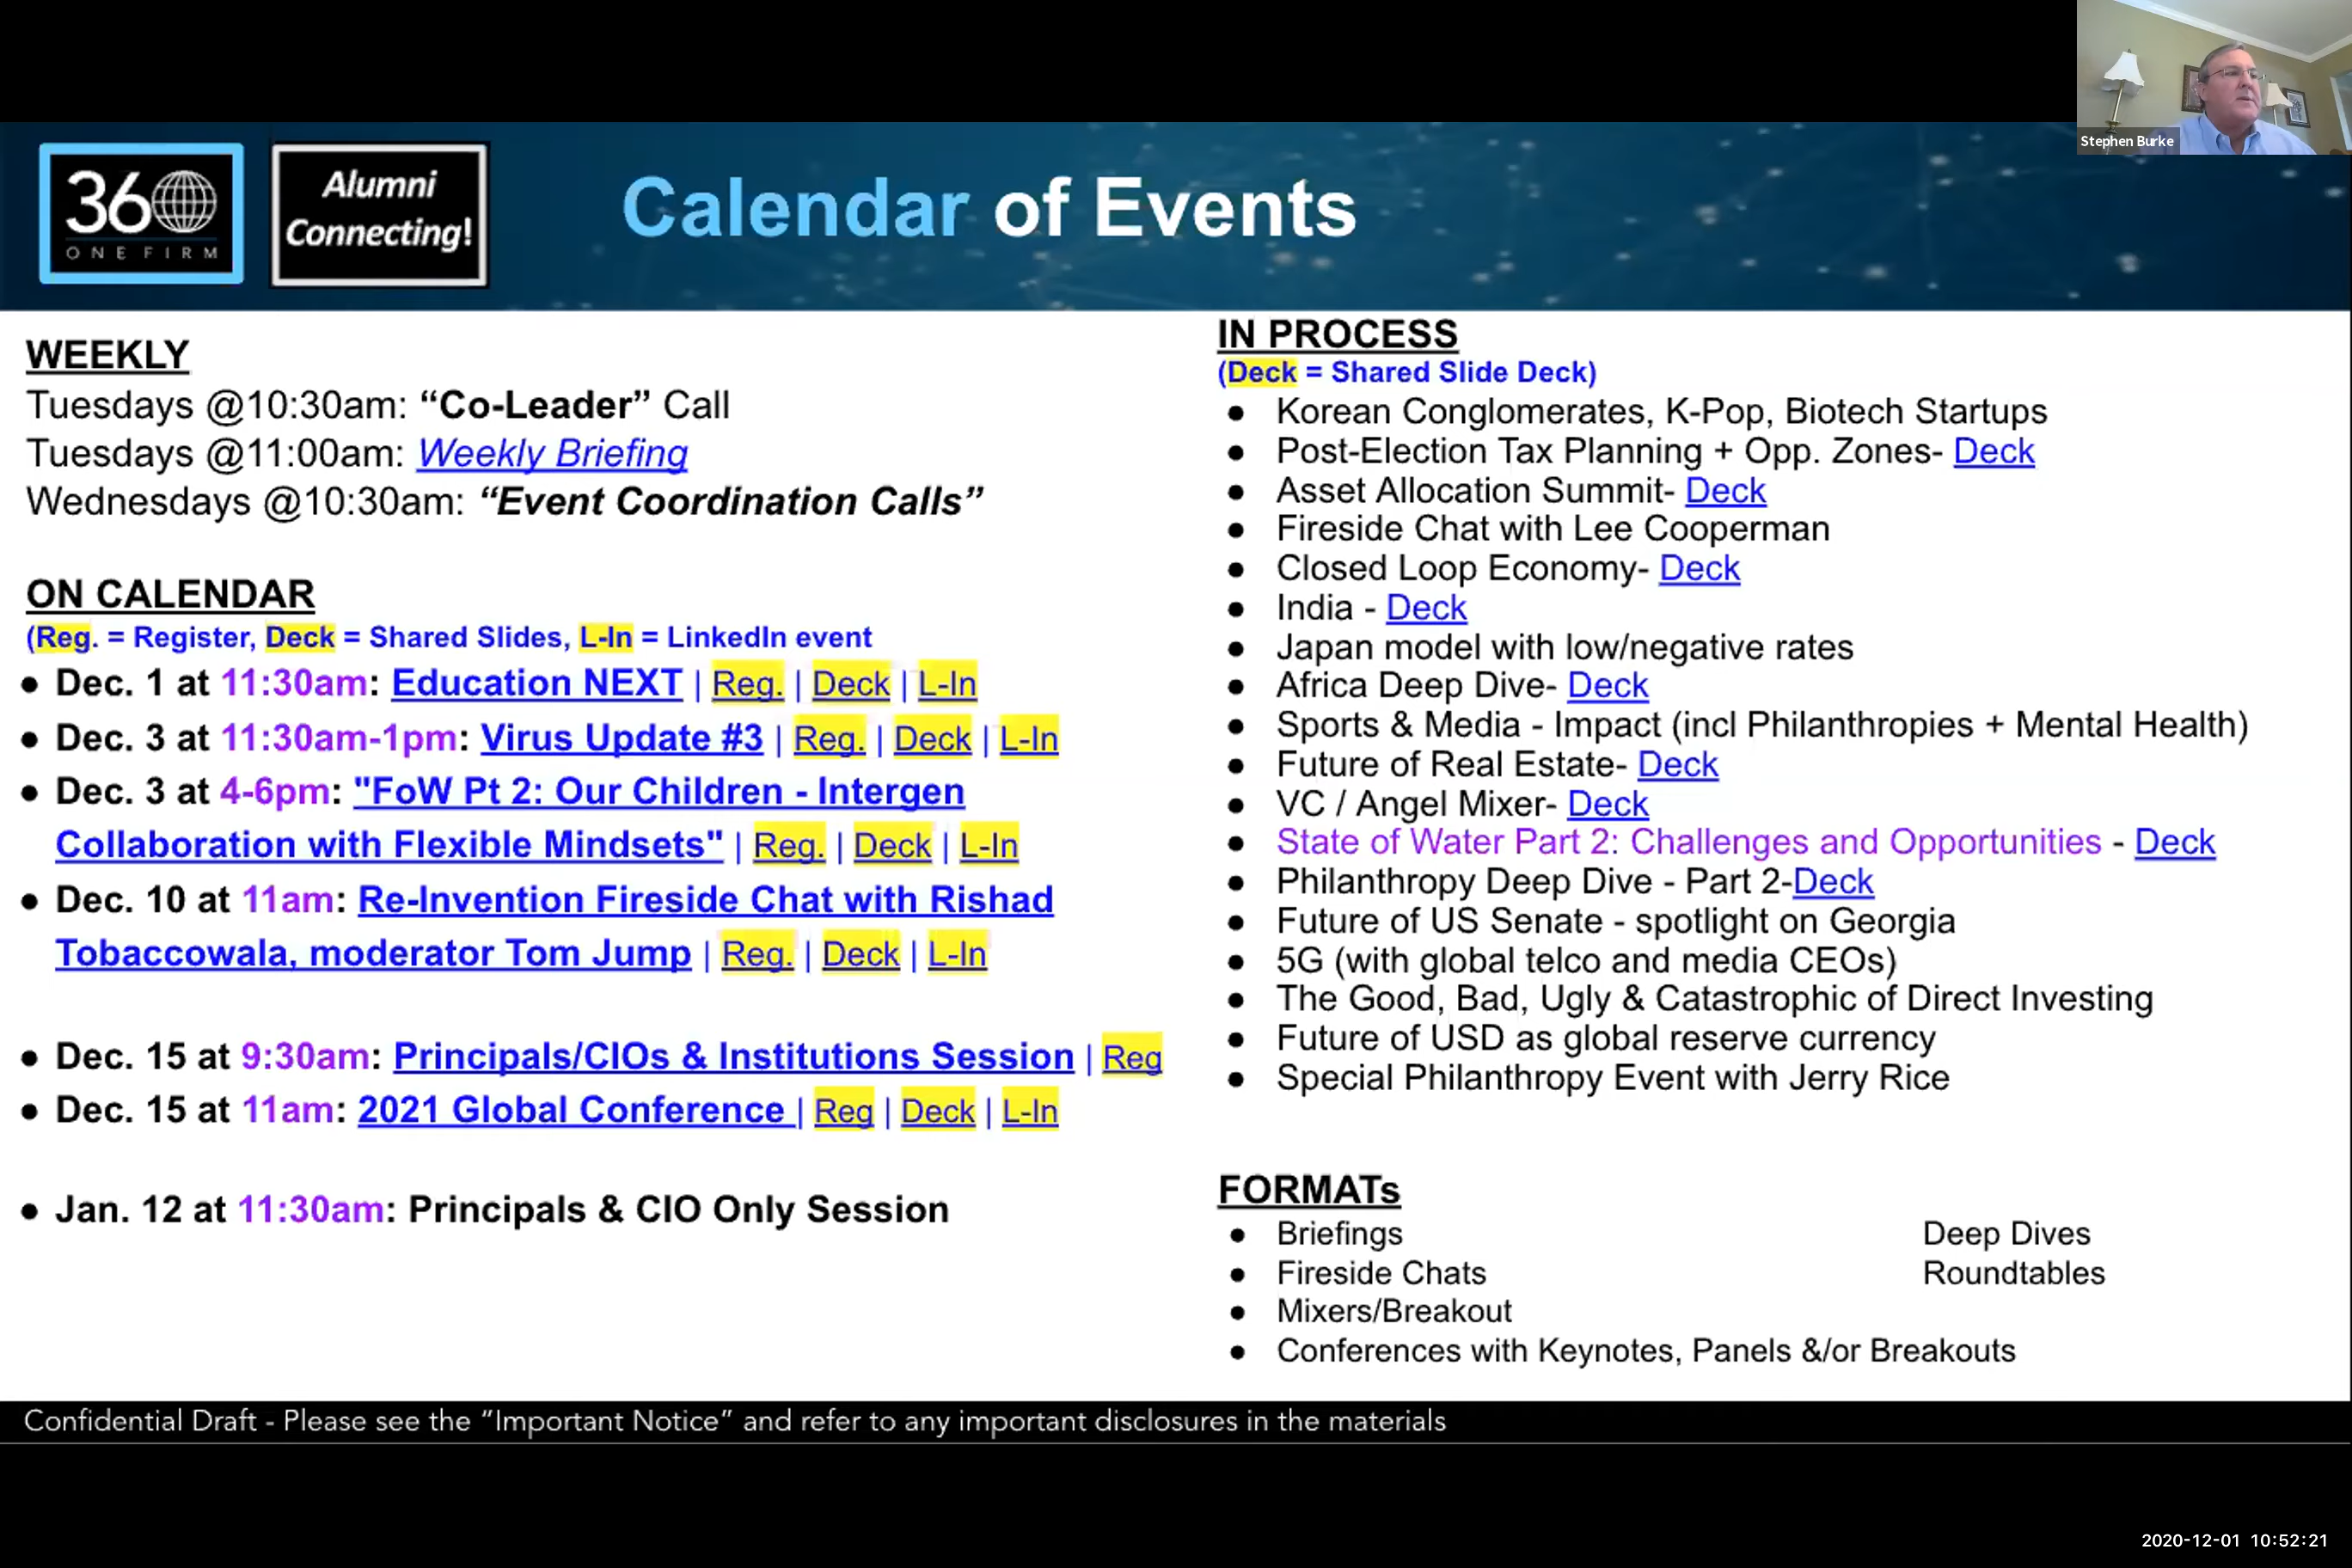 Stephen Burke
360
ONE FIRM
Alumni
Connecting!
Calendar of Events
WEEKLY
Tuesdays @10:30am: “Co-Leader” Call
Tuesdays @11:00am: Weekly Briefing
Wednesdays @10:30am: “Event Coordination Calls”
ON CALENDAR
(Reg. = Register, Deck = Shared Slides, L-In = LinkedIn event
● Dec. 1 at 11:30am: Education NEXT | Reg. | Deck | L-In
● Dec. 3 at 11:30am-1pm: Virus Update #3 | Reg. | Deck | L-In
● Dec. 3 at 4-6pm: "FoW Pt 2: Our Children - Intergen
Collaboration with Flexible Mindsets" | Reg. | Deck | L-In
● Dec. 10 at 11am: Re-Invention Fireside Chat with Rishad
Tobaccowala, moderator Tom Jump | Reg. | Deck | L-In
● Dec. 15 at 9:30am: Principals/CIOs & Institutions Session | Reg
● Dec. 15 at 11am: 2021 Global Conference | Reg | Deck | L-In
● Jan. 12 at 11:30am: Principals & CIO Only Session
IN PROCESS
(Deck = Shared Slide Deck)
● Korean Conglomerates, K-Pop, Biotech Startups
● Post-Election Tax Planning + Opp. Zones- Deck
● Asset Allocation Summit- Deck
● Fireside Chat with Lee Cooperman
● Closed Loop Economy- Deck
● India - Deck
● Japan model with low/negative rates
● Africa Deep Dive- Deck
● Sports & Media - Impact (incl Philanthropies + Mental Health)
● Future of Real Estate- Deck
● VC / Angel Mixer- Deck
● State of Water Part 2: Challenges and Opportunities - Deck
● Philanthropy Deep Dive - Part 2-Deck
● Future of US Senate - spotlight on Georgia
● 5G (with global telco and media CEOs)
● The Good, Bad, Ugly & Catastrophic of Direct Investing
● Future of USD as global reserve currency
● Special Philanthropy Event with Jerry Rice
FORMATs
● Briefings Deep Dives
● Fireside Chats Roundtables
● Mixers/Breakout
● Conferences with Keynotes, Panels &/or Breakouts
Confidential Draft - Please see the “Important Notice” and refer to any important disclosures in the materials
2020-12-01 10:52:21